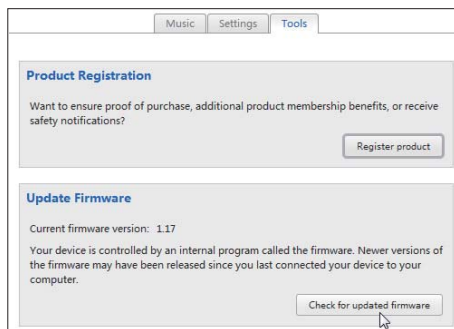 Music Settings Tools
Product Registration
Want to ensure proof of purchase, additional product membership benefits, or receive
safety notifications?
Register product
Update Firmware
Current firmware version: 1.17
Your device is controlled by an internal program called the firmware. Newer versions of
the firmware may have been released since you last connected your device to your
computer.
Check for updated firmware